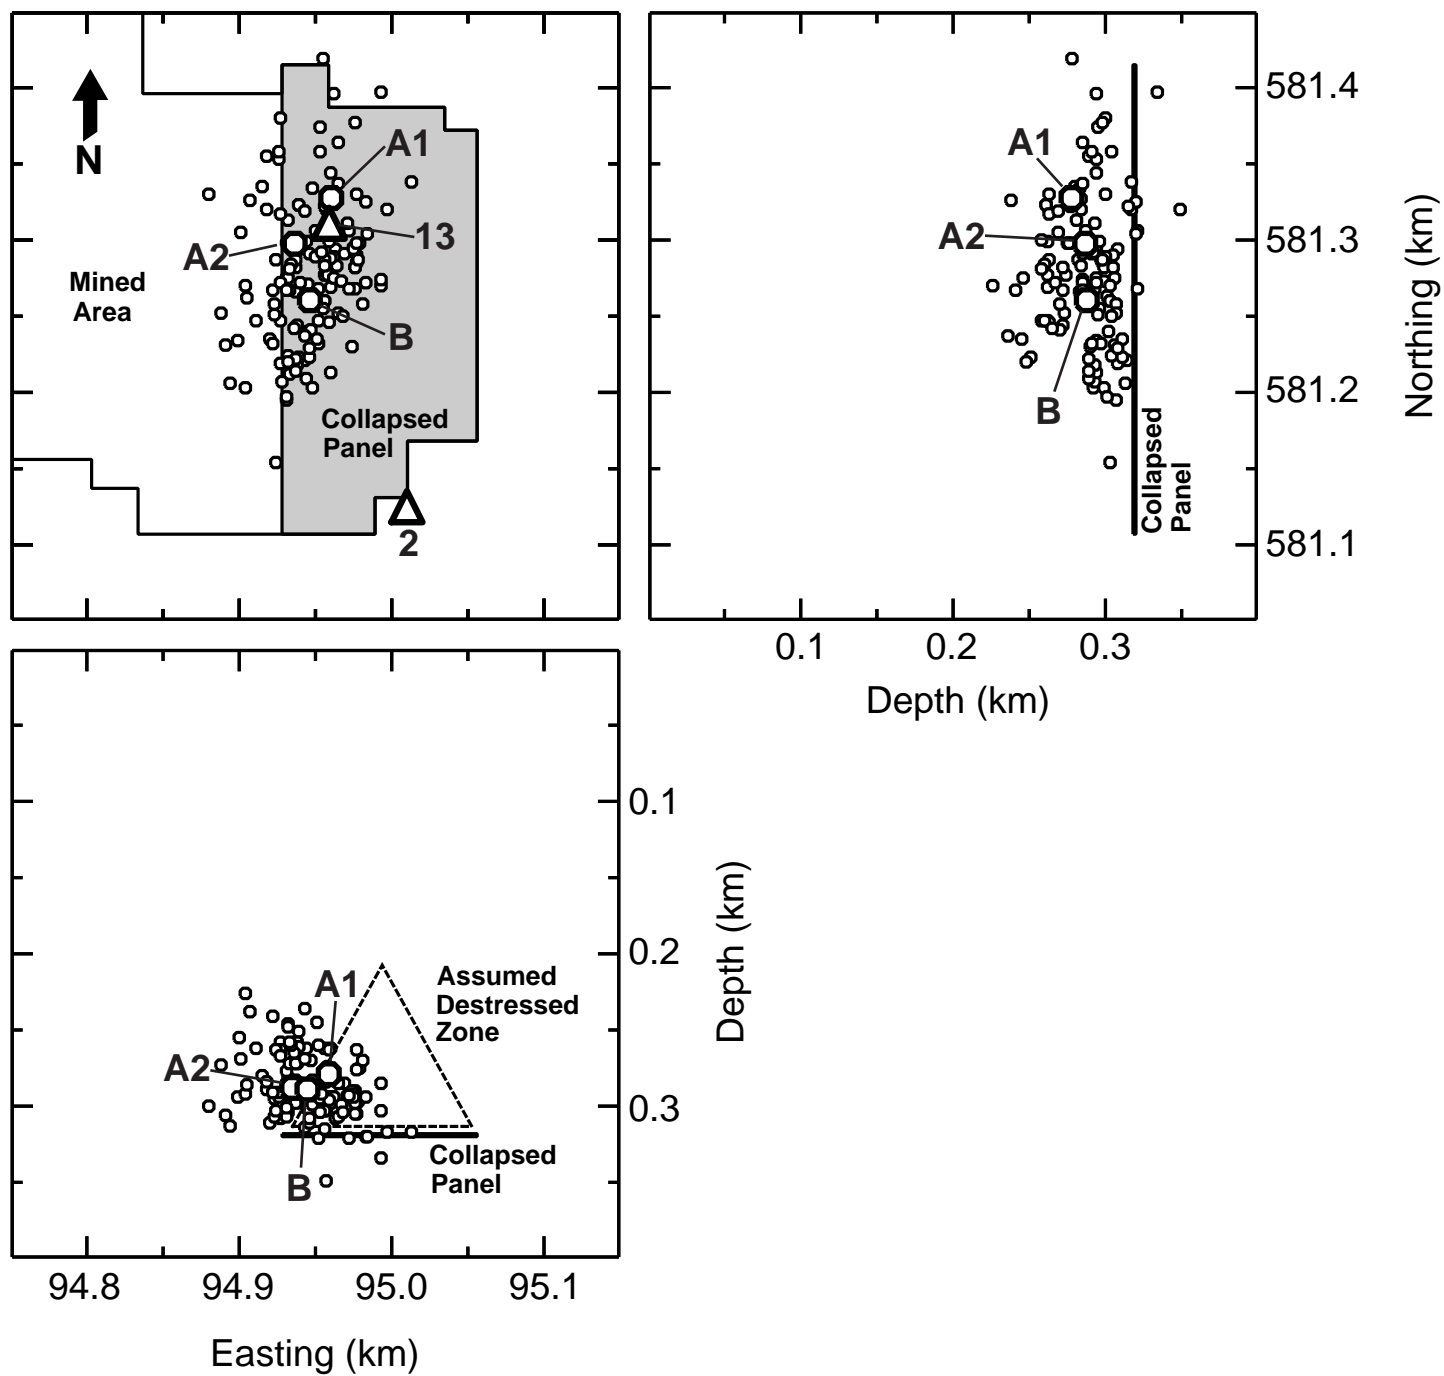 N
A1
A2
13
Mined
Area
B
Collapsed
Panel
2
A1
A2
B
Collapsed
Panel
581.4
581.3
581.2
581.1
Northing (km)
0.1
0.2
0.3
Depth (km)
A1
A2
B
Assumed
Destressed
Zone
Collapsed
Panel
0.1
0.2
0.3
Depth (km)
94.8
94.9
95.0
95.1
Easting (km)